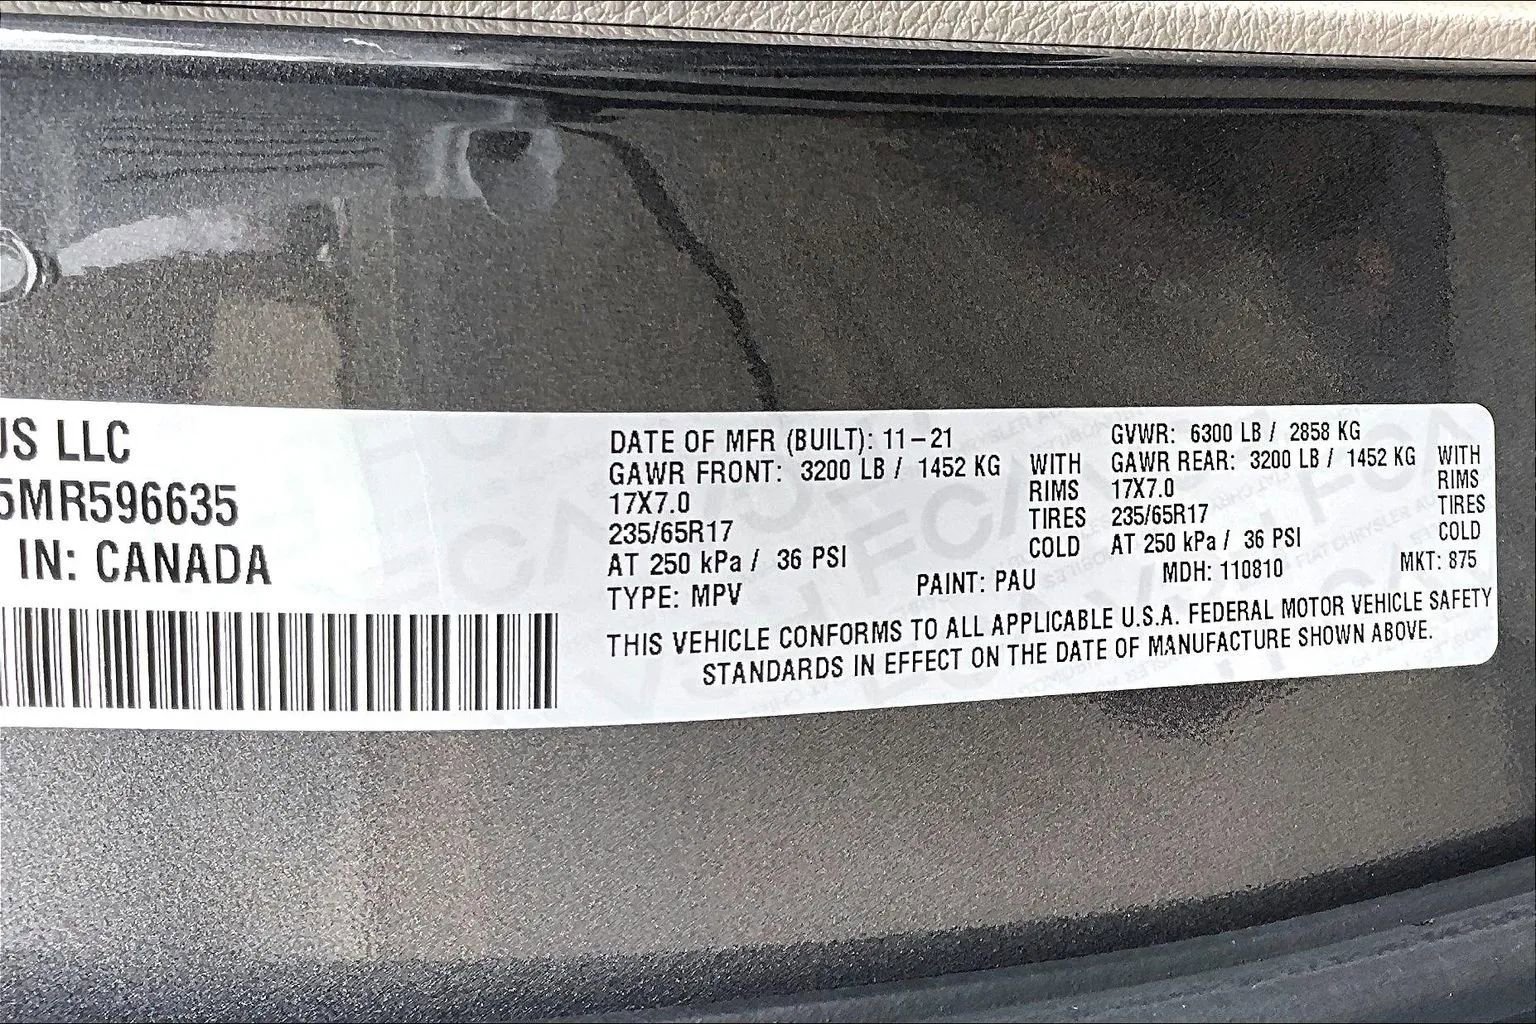 US LLC
5MR596635
IN: CANADA
DATE OF MFR (BUILT): 11-21
GAWR FRONT: 3200 LB / 1452 KG WITH
17X7.0 RIMS
235/65R17 TIRES
AT 250 kPa / 36 PSI COLD
GVWR: 6300 LB / 2858 KG
GAWR REAR: 3200 LB / 1452 KG WITH
17X7.0 RIMS
235/65R17 TIRES
AT 250 kPa / 36 PSI COLD
TYPE: MPV PAINT: PAU MDH: 110810 MKT: 875
THIS VEHICLE CONFORMS TO ALL APPLICABLE U.S.A. FEDERAL MOTOR VEHICLE SAFETY
STANDARDS IN EFFECT ON THE DATE OF MANUFACTURE SHOWN ABOVE.